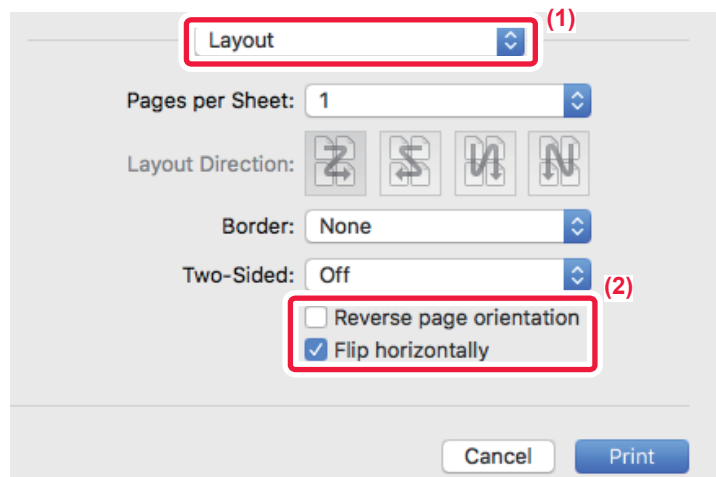 (1)
Layout
Pages per Sheet: 1
Layout Direction:
Border: None
Two-Sided: Off
(2)
Reverse page orientation
Flip horizontally
Cancel Print